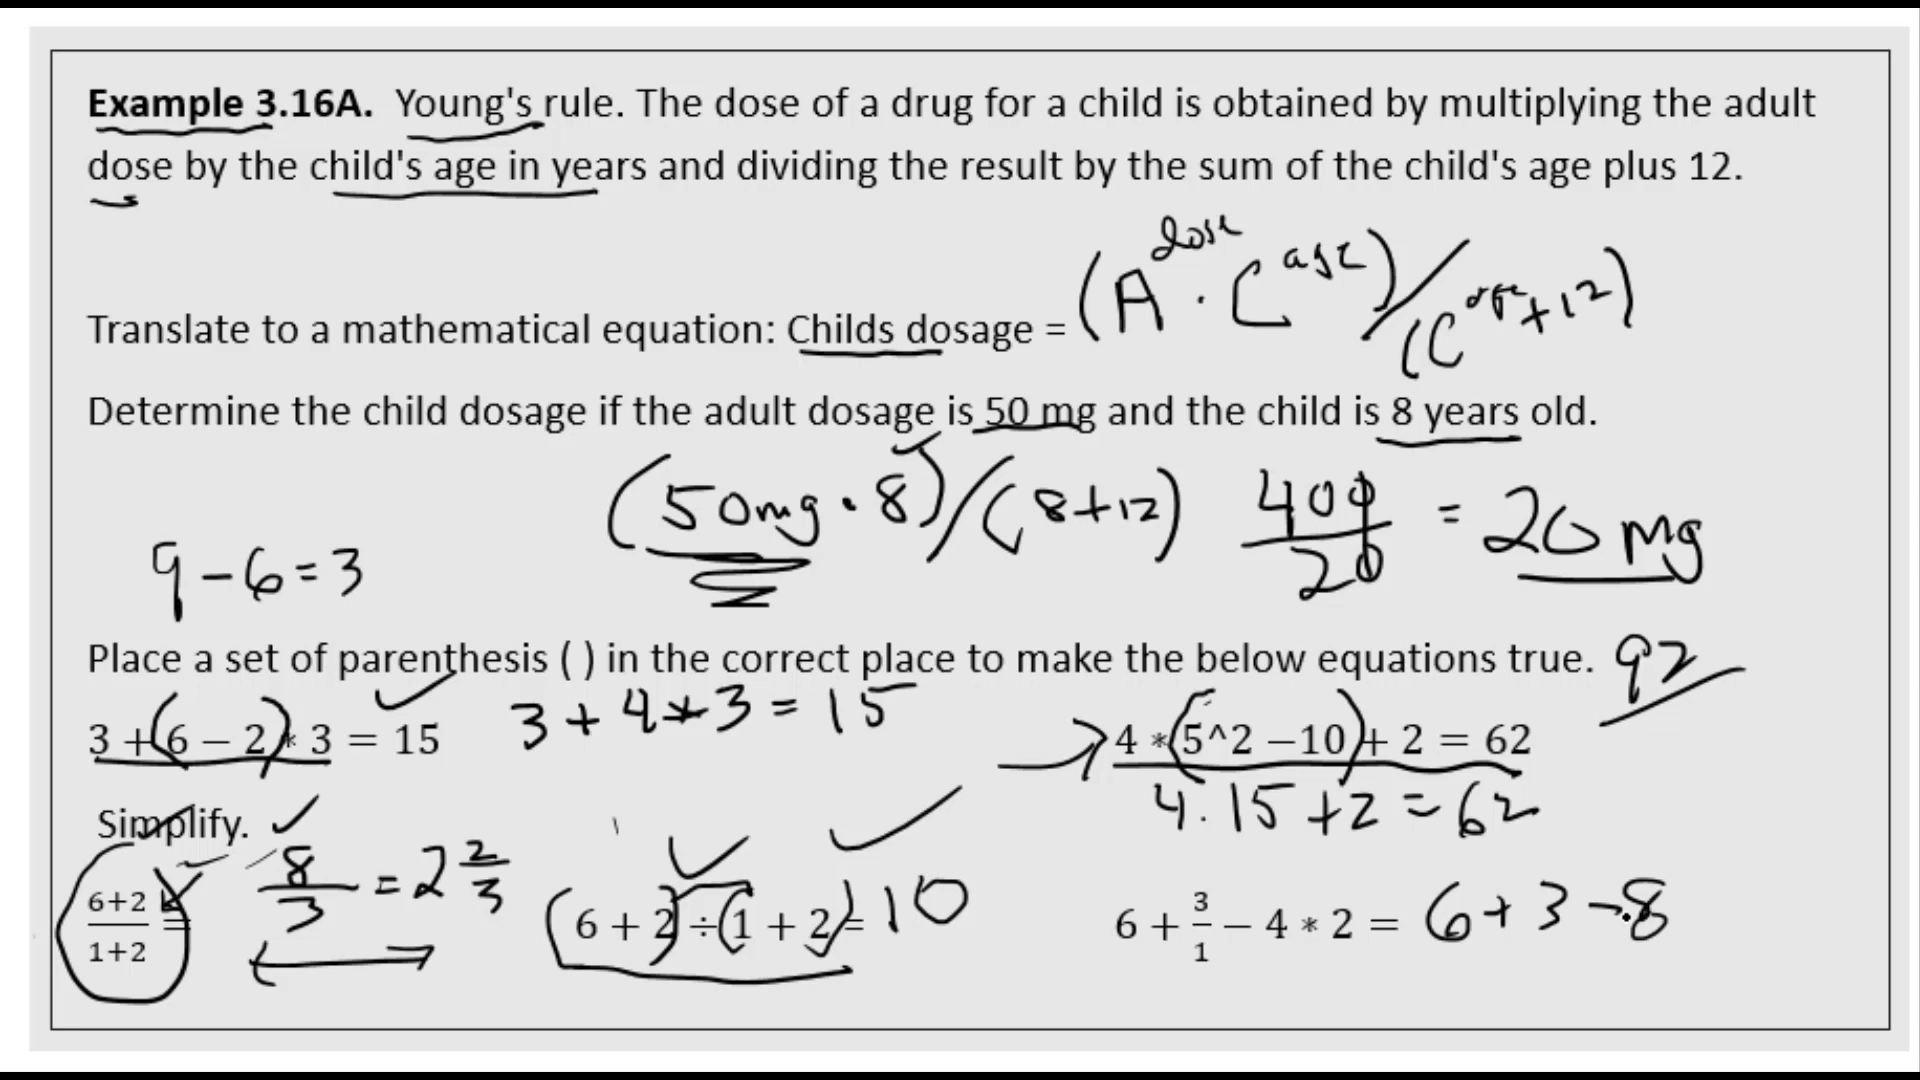 Example 3.16A. Young's rule. The dose of a drug for a child is obtained by multiplying the adult
dose by the child's age in years and dividing the result by the sum of the child's age plus 12.
Translate to a mathematical equation: Childs dosage = (A^dose · C^age)/(C^age+12)
Determine the child dosage if the adult dosage is 50 mg and the child is 8 years old.
(50mg · 8)/(8+12) 400/20 = 20 mg
9-6=3
Place a set of parenthesis ( ) in the correct place to make the below equations true. 92
3 +(6 – 2)* 3 = 15 3+4*3=15 4 *(5^2 –10)+ 2 = 62
4·15+2=62
Simplify.
6+2/1+2 = 8/3 = 2 2/3 (6 + 2)÷(1 + 2)= 10 6 + 3/1 – 4 * 2 = 6+3-8